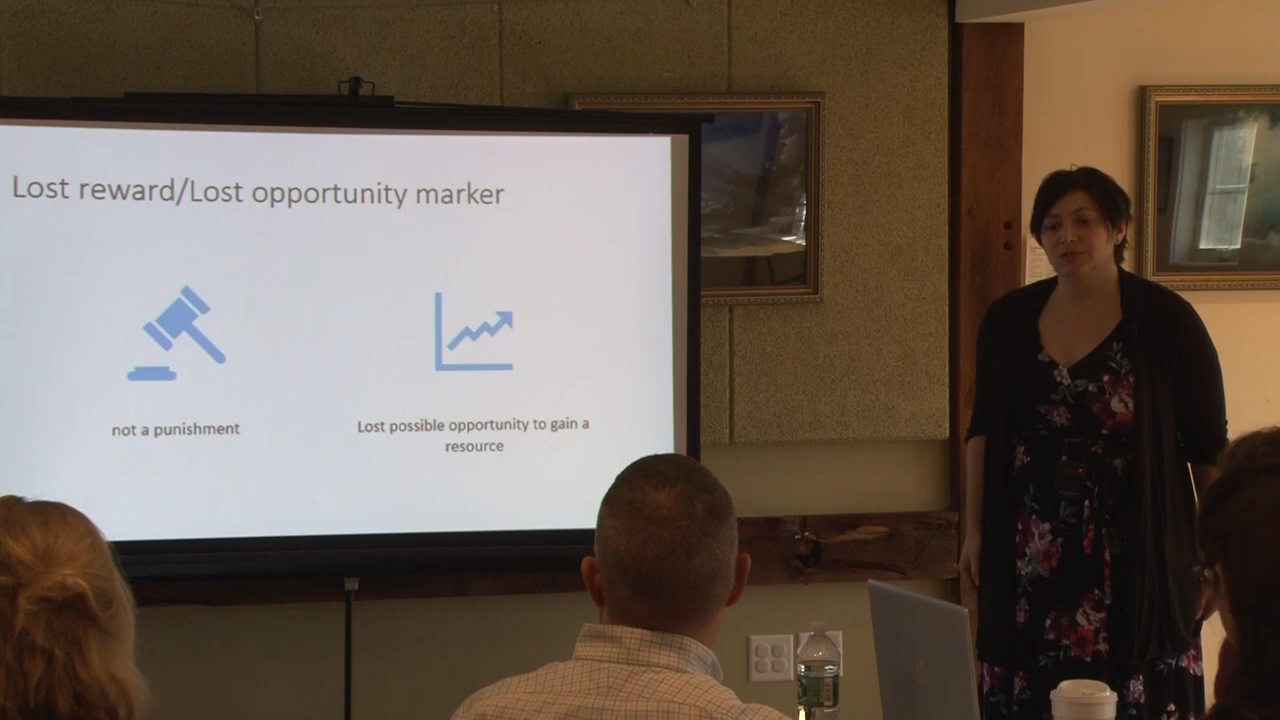 Lost reward/Lost opportunity marker
not a punishment
Lost possible opportunity to gain a
resource